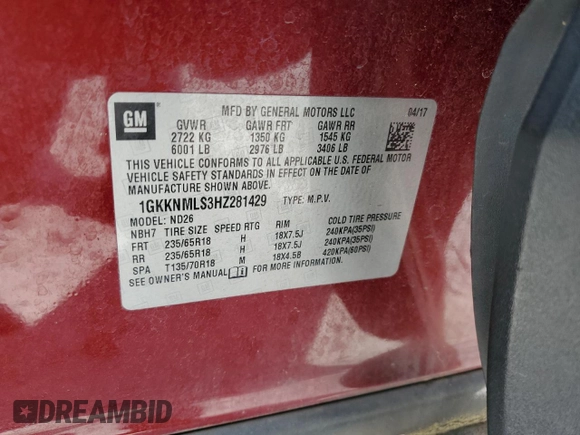 GM
MFD BY GENERAL MOTORS LLC
04/17
GVWR GAWR FRT GAWR RR
2722 KG 1350 KG 1545 KG
6001 LB 2976 LB 3406 LB
THIS VEHICLE CONFORMS TO ALL APPLICABLE U.S. FEDERAL MOTOR
VEHICLE SAFETY STANDARDS IN EFFECT ON THE DATE OF
MANUFACTURE SHOWN ABOVE.
1GKKNMLS3HZ281429 TYPE: M.P.V.
MODEL: ND26
NBH7 TIRE SIZE SPEED RTG RIM COLD TIRE PRESSURE
FRT 235/65R18 H 18X7.5J 240KPA(35PSI)
RR 235/65R18 H 18X7.5J 240KPA(35PSI)
SPA T135/70R18 M 18X4.5B 420KPA(60PSI)
SEE OWNER'S MANUAL FOR MORE INFORMATION.
DREAMBID